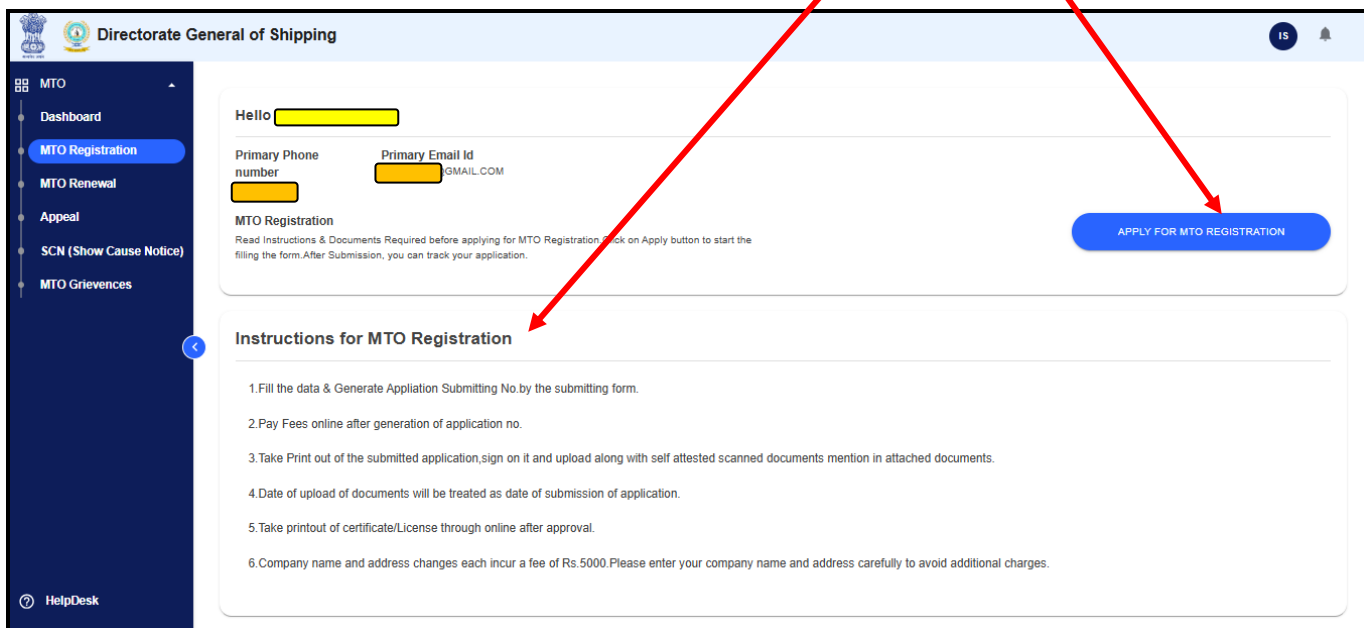 Directorate General of Shipping
IS
MTO
Dashboard
MTO Registration
MTO Renewal
Appeal
SCN (Show Cause Notice)
MTO Grievences
HelpDesk
Hello
Primary Phone
number
Primary Email Id
GMAIL.COM
MTO Registration
Read Instructions & Documents Required before applying for MTO Registration.Click on Apply button to start the
filling the form.After Submission, you can track your application.
APPLY FOR MTO REGISTRATION
Instructions for MTO Registration
1.Fill the data & Generate Appliation Submitting No.by the submitting form.
2.Pay Fees online after generation of application no.
3.Take Print out of the submitted application,sign on it and upload along with self attested scanned documents mention in attached documents.
4.Date of upload of documents will be treated as date of submission of application.
5.Take printout of certificate/License through online after approval.
6.Company name and address changes each incur a fee of Rs.5000.Please enter your company name and address carefully to avoid additional charges.